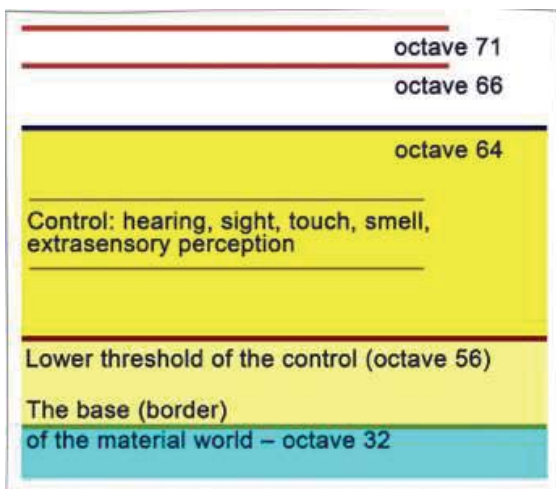 octave 71
octave 66
octave 64
Control: hearing, sight, touch, smell,
extrasensory perception
Lower threshold of the control (octave 56)
The base (border)
of the material world – octave 32